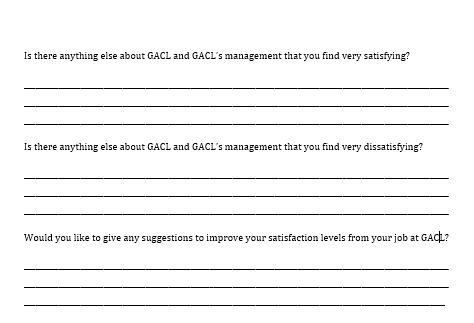 Is there anything else about GACL and GACL's management that you find very satisfying?
Is there anything else about GACL and GACL's management that you find very dissatisfying?
Would you like to give any suggestions to improve your satisfaction levels from your job at GACL?